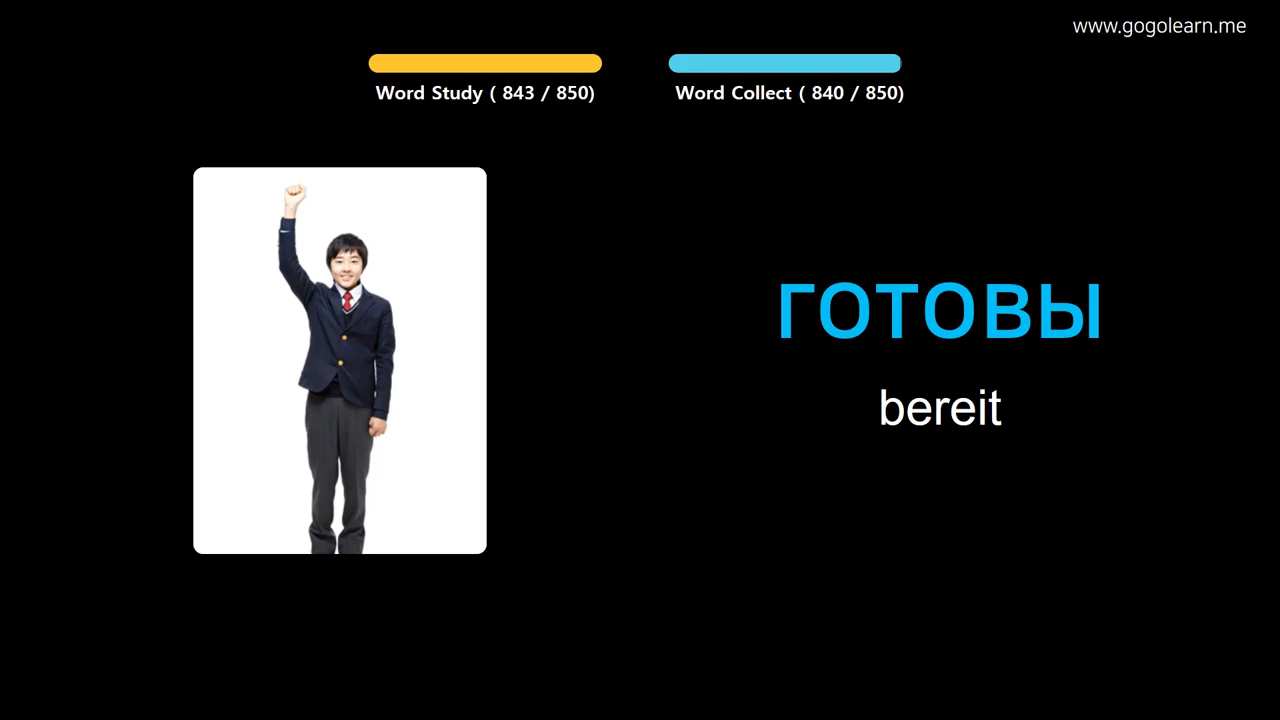 www.gogolearn.me
Word Study ( 843 / 850)
Word Collect ( 840 / 850)
готовы
bereit